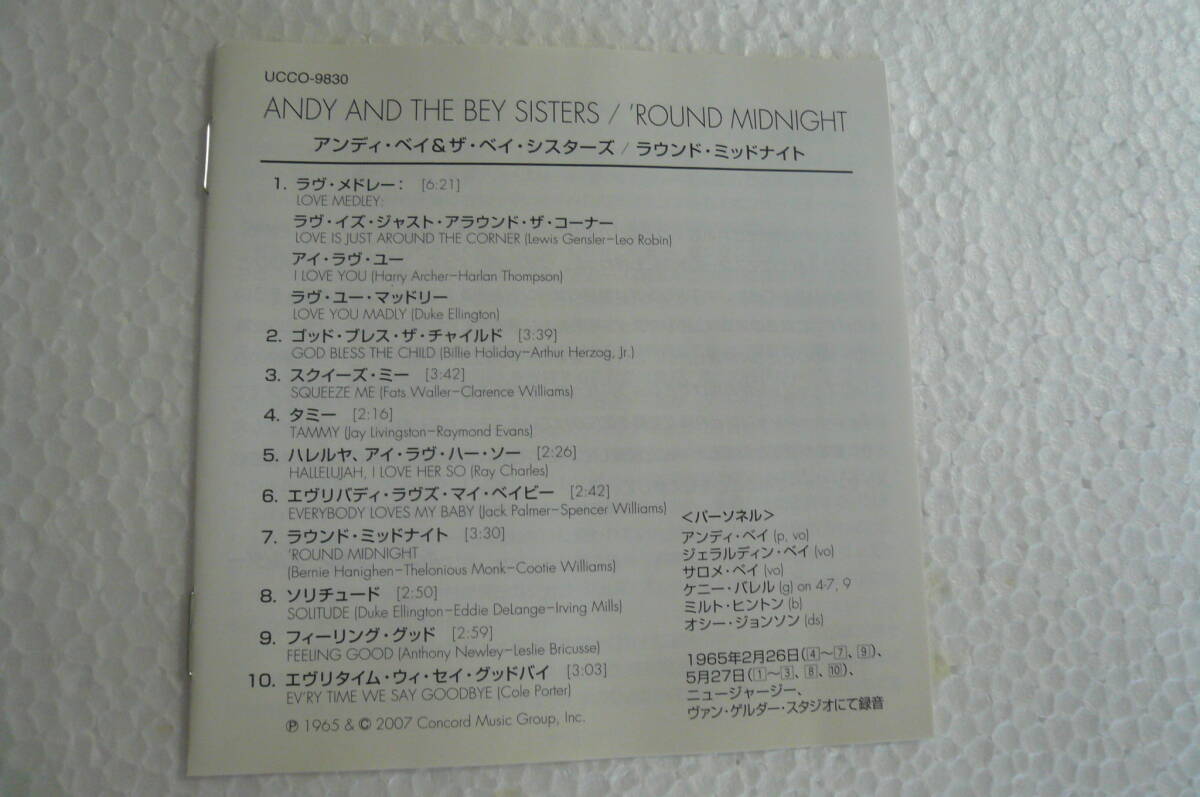 UCCO-9830
ANDY AND THE BEY SISTERS / 'ROUND MIDNIGHT
アンディ・ベイ&ザ・ベイ・シスターズ / ラウンド・ミッドナイト
1. ラヴ・メドレー： [6:21]
LOVE MEDLEY:
ラヴ・イズ・ジャスト・アラウンド・ザ・コーナー
LOVE IS JUST AROUND THE CORNER (Lewis Gensler–Leo Robin)
アイ・ラヴ・ユー
I LOVE YOU (Harry Archer–Harlan Thompson)
ラヴ・ユー・マッドリー
LOVE YOU MADLY (Duke Ellington)
2. ゴッド・ブレス・ザ・チャイルド [3:39]
GOD BLESS THE CHILD (Billie Holiday–Arthur Herzog, Jr.)
3. スクイーズ・ミー [3:42]
SQUEEZE ME (Fats Waller–Clarence Williams)
4. タミー [2:16]
TAMMY (Jay Livingston–Raymond Evans)
5. ハレルヤ、アイ・ラヴ・ハー・ソー [2:26]
HALLELUJAH, I LOVE HER SO (Ray Charles)
6. エヴリバディ・ラヴズ・マイ・ベイビー [2:42]
EVERYBODY LOVES MY BABY (Jack Palmer–Spencer Williams)
7. ラウンド・ミッドナイト [3:30]
'ROUND MIDNIGHT
(Bernie Hanighen–Thelonious Monk–Cootie Williams)
8. ソリチュード [2:50]
SOLITUDE (Duke Ellington–Eddie DeLange–Irving Mills)
9. フィーリング・グッド [2:59]
FEELING GOOD (Anthony Newley–Leslie Bricusse)
10. エヴリタイム・ウィ・セイ・グッドバイ [3:03]
EV'RY TIME WE SAY GOODBYE (Cole Porter)
℗ 1965 & © 2007 Concord Music Group, Inc.
＜パーソネル＞
アンディ・ベイ (p, vo)
ジェラルディン・ベイ (vo)
サロメ・ベイ (vo)
ケニー・バレル (g) on 4-7, 9
ミルト・ヒントン (b)
オシー・ジョンソン (ds)
1965年2月26日(4〜7、9)、
5月27日(1〜3、8、10)、
ニュージャージー、
ヴァン・ゲルダー・スタジオにて録音